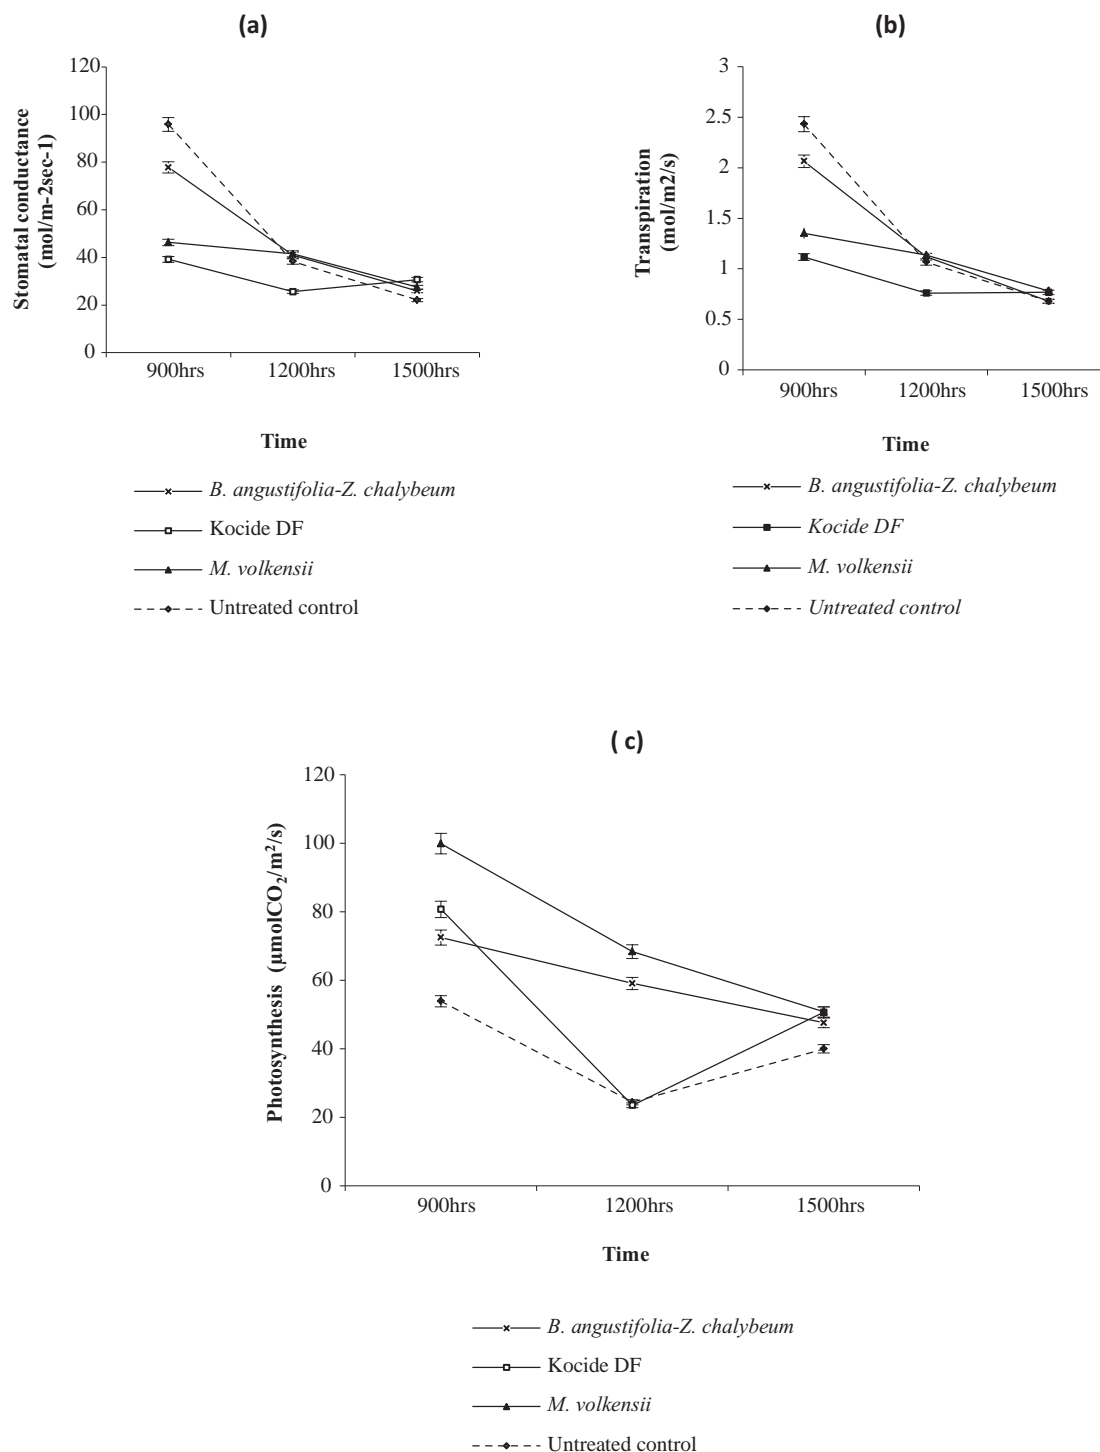 (a)
Stomatal conductance
(mol/m-2sec-1)
120
100
80
60
40
20
0
900hrs 1200hrs 1500hrs
Time
B. angustifolia-Z. chalybeum
Kocide DF
M. volkensii
Untreated control
(b)
Transpiration
(mol/m2/s)
3
2.5
2
1.5
1
0.5
0
900hrs 1200hrs 1500hrs
Time
B. angustifolia-Z. chalybeum
Kocide DF
M. volkensii
Untreated control
( c)
Photosynthesis (µmolCO₂/m²/s)
120
100
80
60
40
20
0
900hrs 1200hrs 1500hrs
Time
B. angustifolia-Z. chalybeum
Kocide DF
M. volkensii
Untreated control